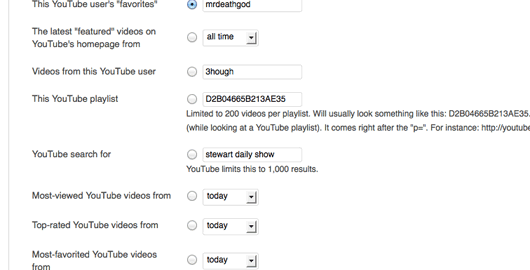 This YouTube user's "favorites" mrdeathgod
The latest "featured" videos on
YouTube's homepage from all time
Videos from this YouTube user 3hough
This YouTube playlist D2B04665B213AE35
Limited to 200 videos per playlist. Will usually look something like this: D2B04665B213AE35.
(while looking at a YouTube playlist). It comes right after the "p=". For instance: http://youtube
YouTube search for stewart daily show
YouTube limits this to 1,000 results.
Most-viewed YouTube videos from today
Top-rated YouTube videos from today
Most-favorited YouTube videos
from today